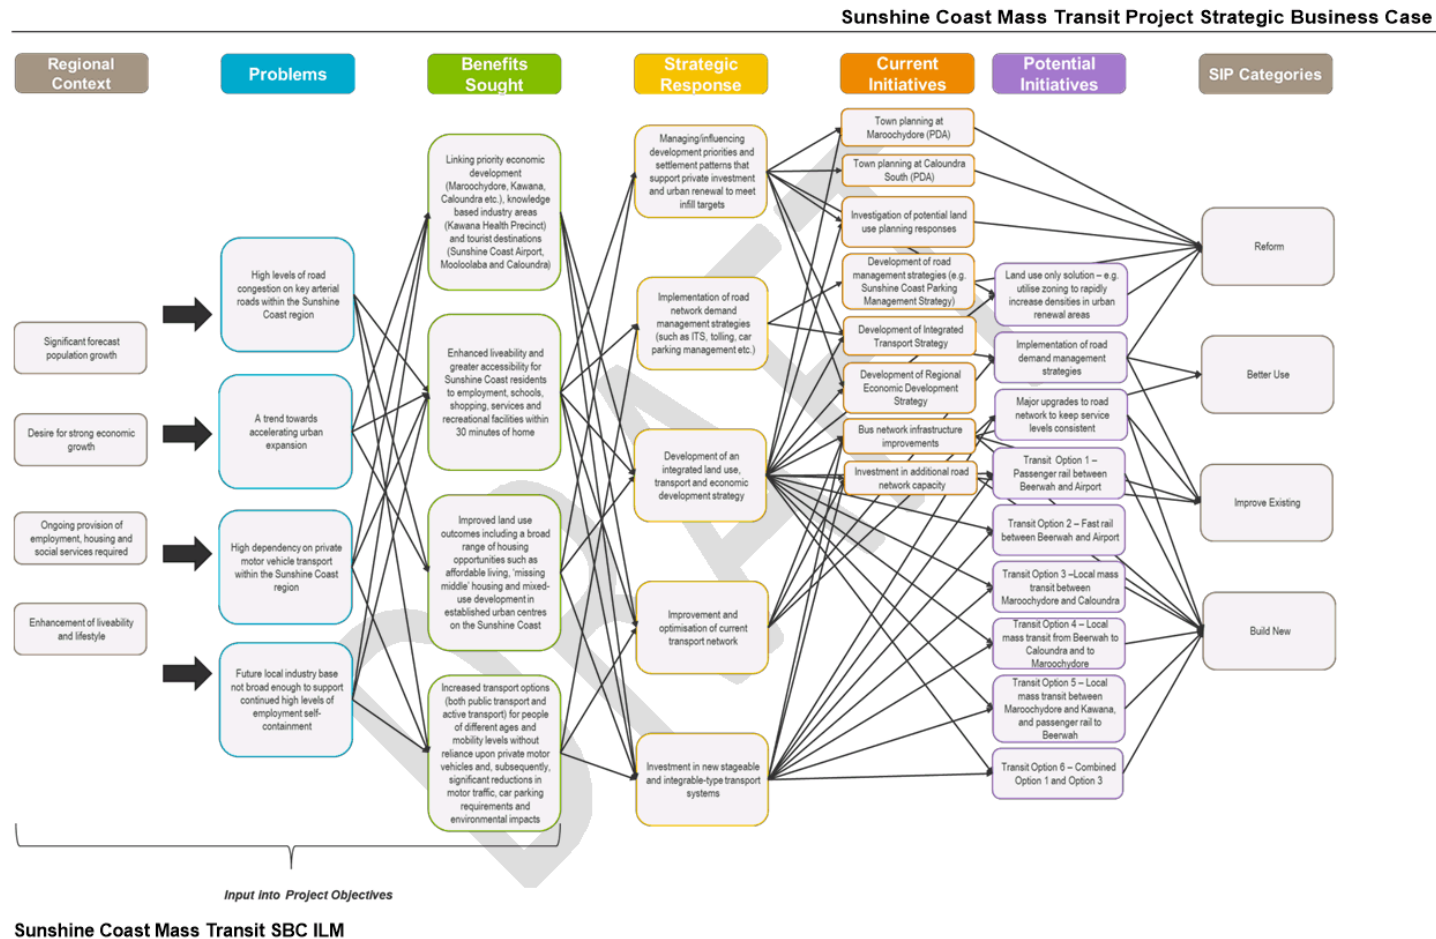 Sunshine Coast Mass Transit Project Strategic Business Case
Regional
Context
Problems
Benefits
Sought
Strategic
Response
Current
Initiatives
Potential
Initiatives
SIP Categories
Significant forecast
population growth
Desire for strong economic
growth
Ongoing provision of
employment, housing and
social services required
Enhancement of liveability
and lifestyle
High levels of road
congestion on key arterial
roads within the Sunshine
Coast region
A trend towards
accelerating urban
expansion
High dependency on private
motor vehicle transport
within the Sunshine Coast
region
Future local industry base
not broad enough to support
continued high levels of
employment self-
containment
Linking priority economic
development
(Maroochydore, Kawana,
Caloundra etc.), knowledge
based industry areas
(Kawana Health Precinct)
and tourist destinations
(Sunshine Coast Airport,
Mooloolaba and Caloundra)
Enhanced liveability and
greater accessibility for
Sunshine Coast residents
to employment, schools,
shopping, services and
recreational facilities within
30 minutes of home
Improved land use
outcomes including a broad
range of housing
opportunities such as
affordable living, 'missing
middle' housing and mixed-
use development in
established urban centres
on the Sunshine Coast
Increased transport options
(both public transport and
active transport) for people
of different ages and
mobility levels without
reliance upon private motor
vehicles and, subsequently,
significant reductions in
motor traffic, car parking
requirements and
environmental impacts
Managing/influencing
development priorities and
settlement patterns that
support private investment
and urban renewal to meet
infill targets
Implementation of road
network demand
management strategies
(such as ITS, tolling, car
parking management etc.)
Development of an
integrated land use,
transport and economic
development strategy
Improvement and
optimisation of current
transport network
Investment in new stageable
and integrable-type transport
systems
Town planning at
Maroochydore (PDA)
Town planning at Caloundra
South (PDA)
Investigation of potential land
use planning responses
Development of road
management strategies (e.g.
Sunshine Coast Parking
Management Strategy)
Development of Integrated
Transport Strategy
Development of Regional
Economic Development
Strategy
Bus network infrastructure
improvements
Investment in additional road
network capacity
Land use only solution – e.g.
utilise zoning to rapidly
increase densities in urban
renewal areas
Implementation of road
demand management
strategies
Major upgrades to road
network to keep service
levels consistent
Transit Option 1 –
Passenger rail between
Beerwah and Airport
Transit Option 2 – Fast rail
between Beerwah and Airport
Transit Option 3 –Local mass
transit between
Maroochydore and Caloundra
Transit Option 4 – Local
mass transit from Beerwah to
Caloundra and to
Maroochydore
Transit Option 5 – Local
mass transit between
Maroochydore and Kawana,
and passenger rail to
Beerwah
Transit Option 6 – Combined
Option 1 and Option 3
Reform
Better Use
Improve Existing
Build New
DRAFT
Input into Project Objectives
Sunshine Coast Mass Transit SBC ILM